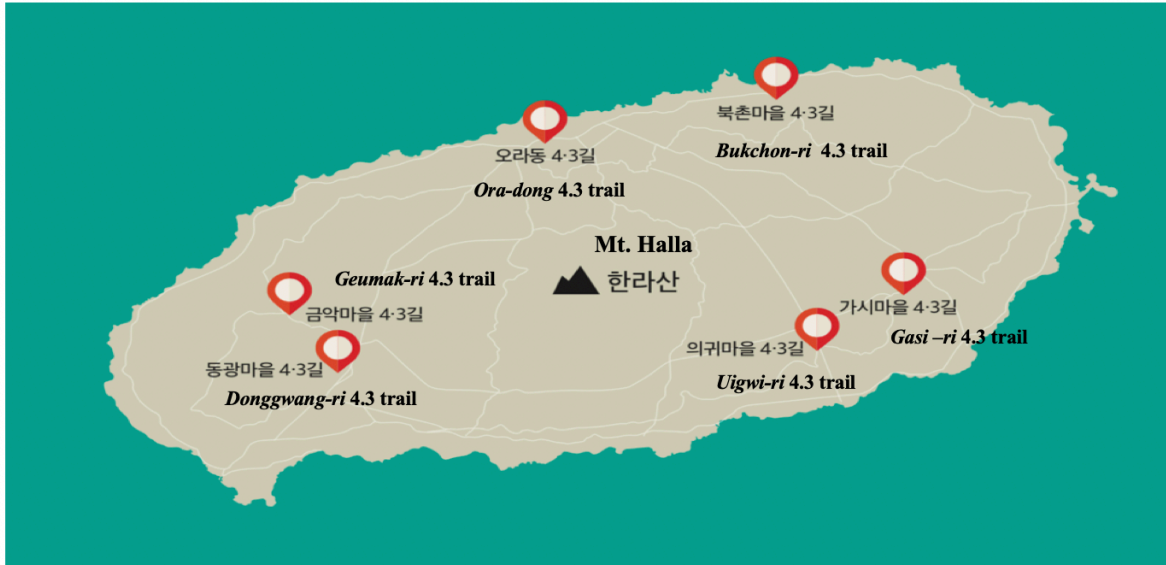 북촌마을 4·3길
Bukchon-ri 4.3 trail
오라동 4·3길
Ora-dong 4.3 trail
Mt. Halla
한라산
Geumak-ri 4.3 trail
금악마을 4·3길
가시마을 4·3길
Gasi –ri 4.3 trail
의귀마을 4·3길
Uigwi-ri 4.3 trail
동광마을 4·3길
Donggwang-ri 4.3 trail